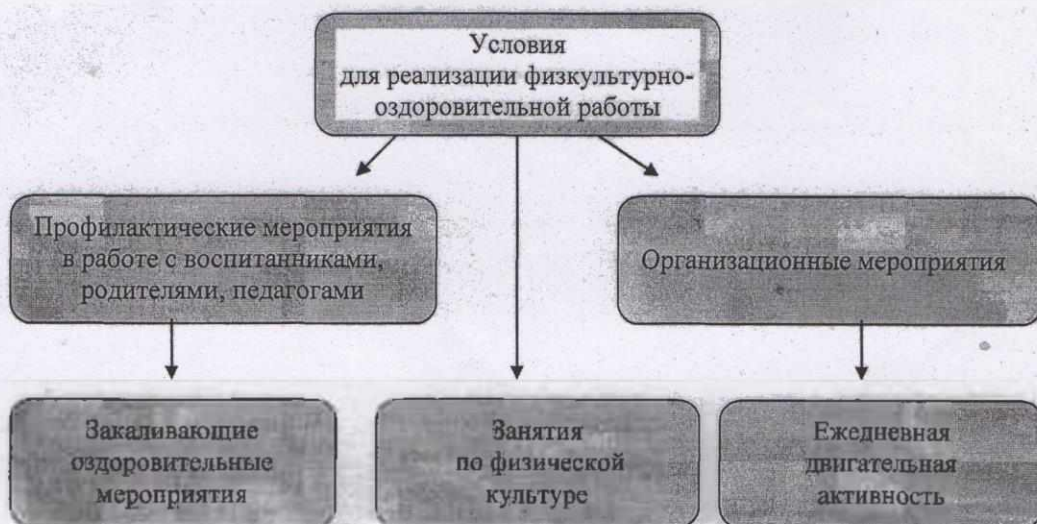 Условия
для реализации физкультурно-
оздоровительной работы
Профилактические мероприятия
в работе с воспитанниками,
родителями, педагогами
Организационные мероприятия
Закаливающие
оздоровительные
мероприятия
Занятия
по физической
культуре
Ежедневная
двигательная
активность